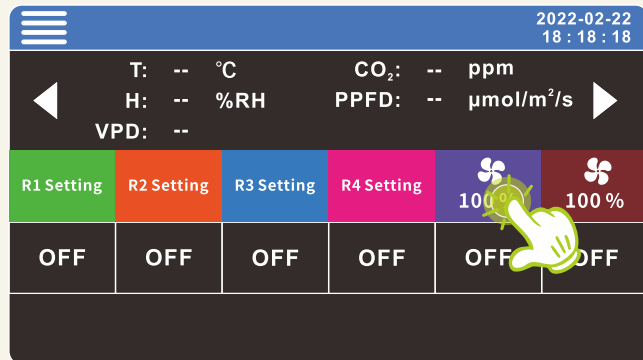 2022-02-22
18 : 18 : 18
T: -- ℃ CO₂: -- ppm
H: -- %RH PPFD: -- μmol/m²/s
VPD: --
R1 Setting R2 Setting R3 Setting R4 Setting 100 % 100 %
OFF OFF OFF OFF OFF OFF